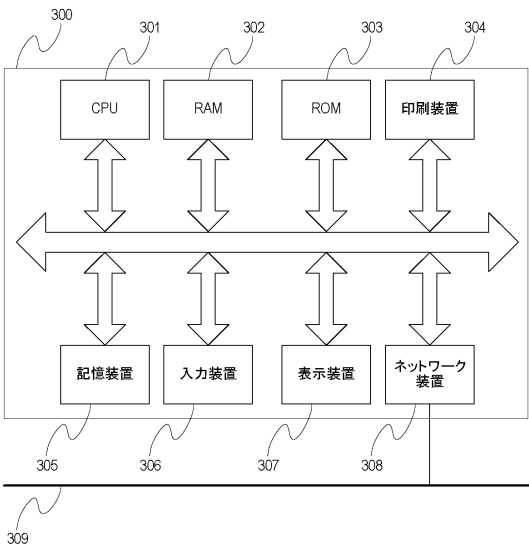 300
301
302
303
304
CPU
RAM
ROM
印刷装置
記憶装置
入力装置
表示装置
ネットワーク
装置
305
306
307
308
309